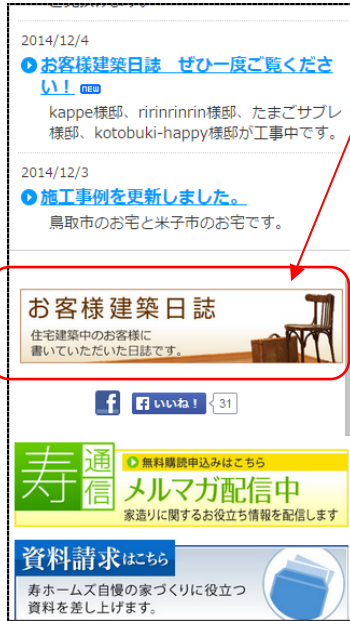 2014/12/4
お客様建築日誌 ぜひ一度ご覧くださ
い！ NEW
kappe様邸、ririnrinrin様邸、たまごサブレ
様邸、kotobuki-happy様邸が工事中です。
2014/12/3
施工事例を更新しました。
鳥取市のお宅と米子市のお宅です。
お客様建築日誌
住宅建築中のお客様に
書いていただいた日誌です。
f f いいね！ 31
寿通信
無料購読申込みはこちら
メルマガ配信中
家造りに関するお役立ち情報を配信します
資料請求はこちら
寿ホームズ自慢の家づくりに役立つ
資料を差し上げます。